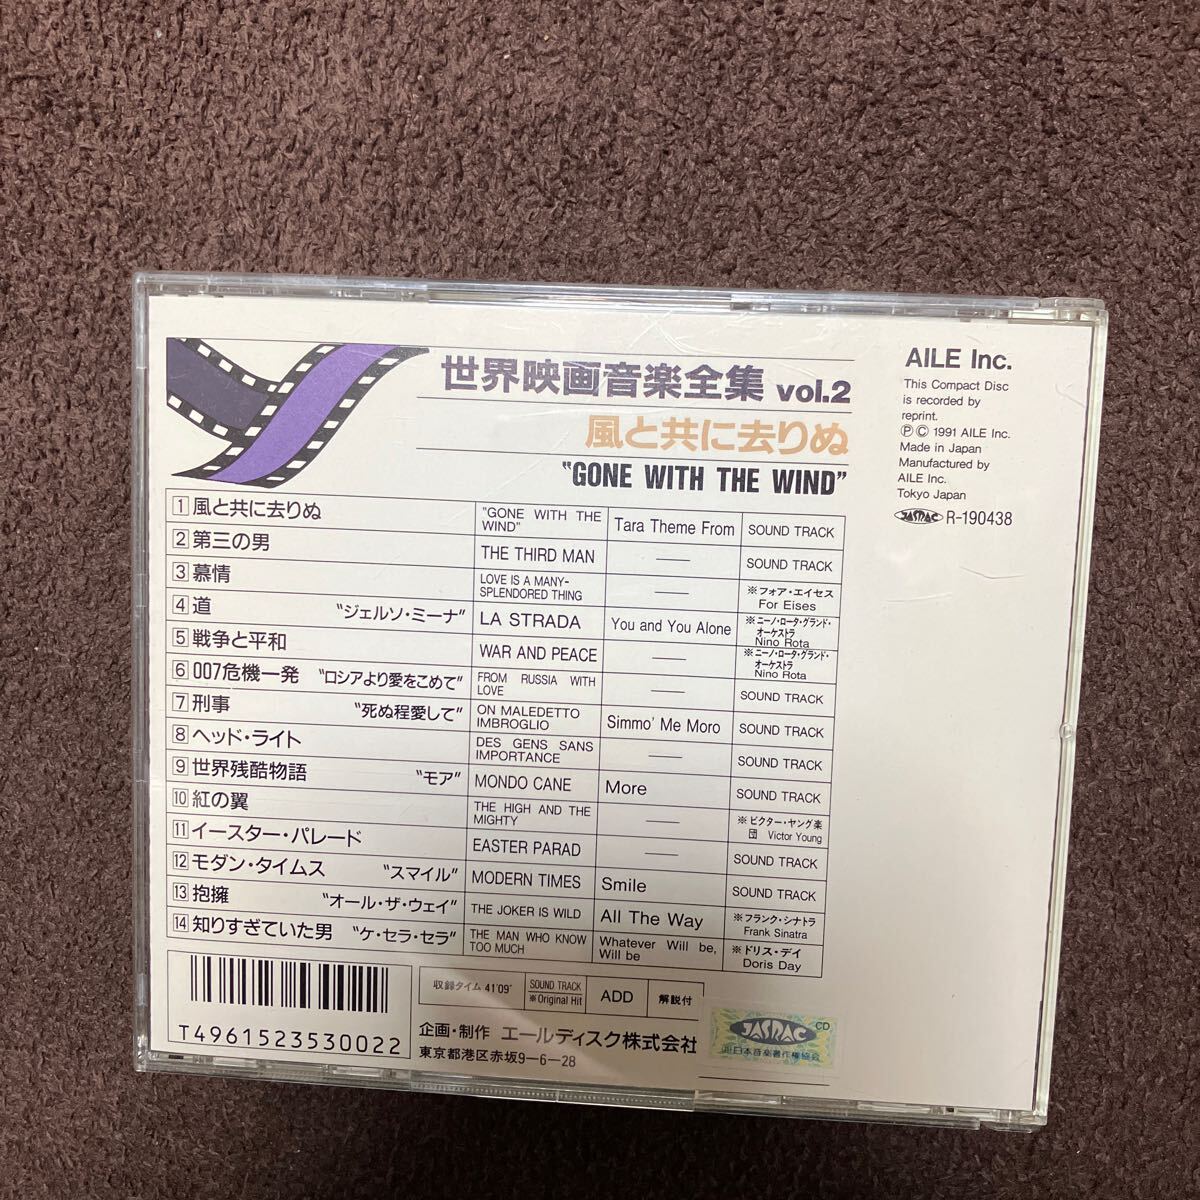 世界映画音楽全集 vol.2
風と共に去りぬ
"GONE WITH THE WIND"
AILE Inc.
This Compact Disc
is recorded by
reprint.
Ⓟ Ⓒ 1991 AILE Inc.
Made in Japan
Manufactured by
AILE Inc.
Tokyo Japan
JASRAC R-190438
1 風と共に去りぬ "GONE WITH THE WIND" Tara Theme From SOUND TRACK
2 第三の男 THE THIRD MAN — SOUND TRACK
3 慕情 LOVE IS A MANY-SPLENDORED THING — ※フォア・エイセス For Eises
4 道 "ジェルソ・ミーナ" LA STRADA You and You Alone ※ニーノ・ロータ・グランド・オーケストラ Nino Rota
5 戦争と平和 WAR AND PEACE — ※ニーノ・ロータ・グランド・オーケストラ Nino Rota
6 007危機一発 "ロシアより愛をこめて" FROM RUSSIA WITH LOVE — SOUND TRACK
7 刑事 "死ぬ程愛して" ON MALEDETTO IMBROGLIO Simmo' Me Moro SOUND TRACK
8 ヘッド・ライト DES GENS SANS IMPORTANCE — SOUND TRACK
9 世界残酷物語 "モア" MONDO CANE More SOUND TRACK
10 紅の翼 THE HIGH AND THE MIGHTY — ※ビクター・ヤング楽団 Victor Young
11 イースター・パレード EASTER PARAD — SOUND TRACK
12 モダン・タイムス "スマイル" MODERN TIMES Smile SOUND TRACK
13 抱擁 "オール・ザ・ウェイ" THE JOKER IS WILD All The Way ※フランク・シナトラ Frank Sinatra
14 知りすぎていた男 "ケ・セラ・セラ" THE MAN WHO KNOW TOO MUCH Whatever Will be, Will be ※ドリス・デイ Doris Day
T4961523530022
収録タイム 41'09"
SOUND TRACK
※Original Hit
ADD
解説付
企画・制作 エールディスク株式会社
東京都港区赤坂9-6-28
JASRAC
CD
日本音楽著作権協会